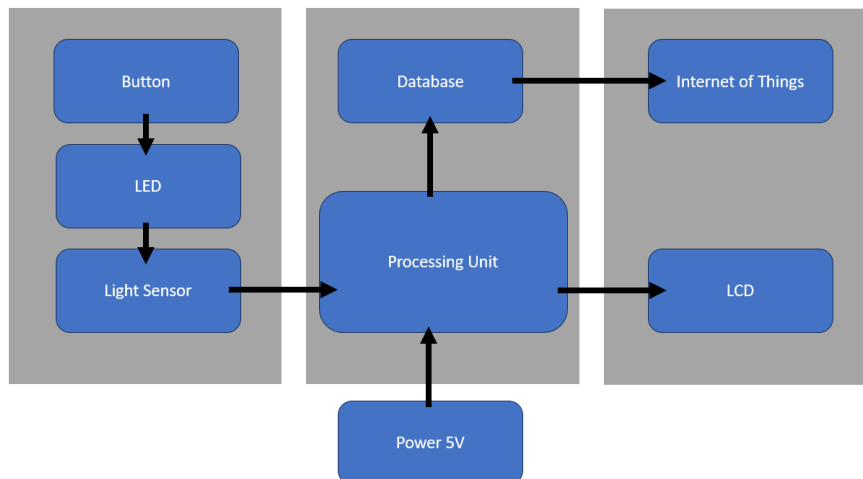 Button
LED
Light Sensor
Database
Processing Unit
Power 5V
Internet of Things
LCD